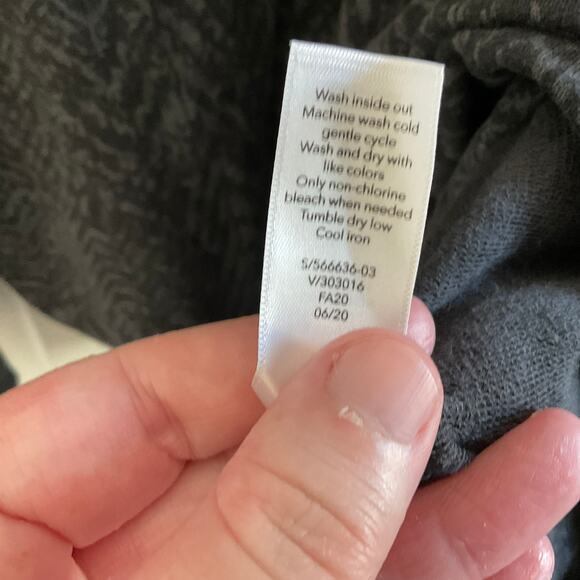 Wash inside out
Machine wash cold
gentle cycle
Wash and dry with
like colors
Only non-chlorine
bleach when needed
Tumble dry low
Cool iron
S/566636-03
V/303016
FA20
06/20